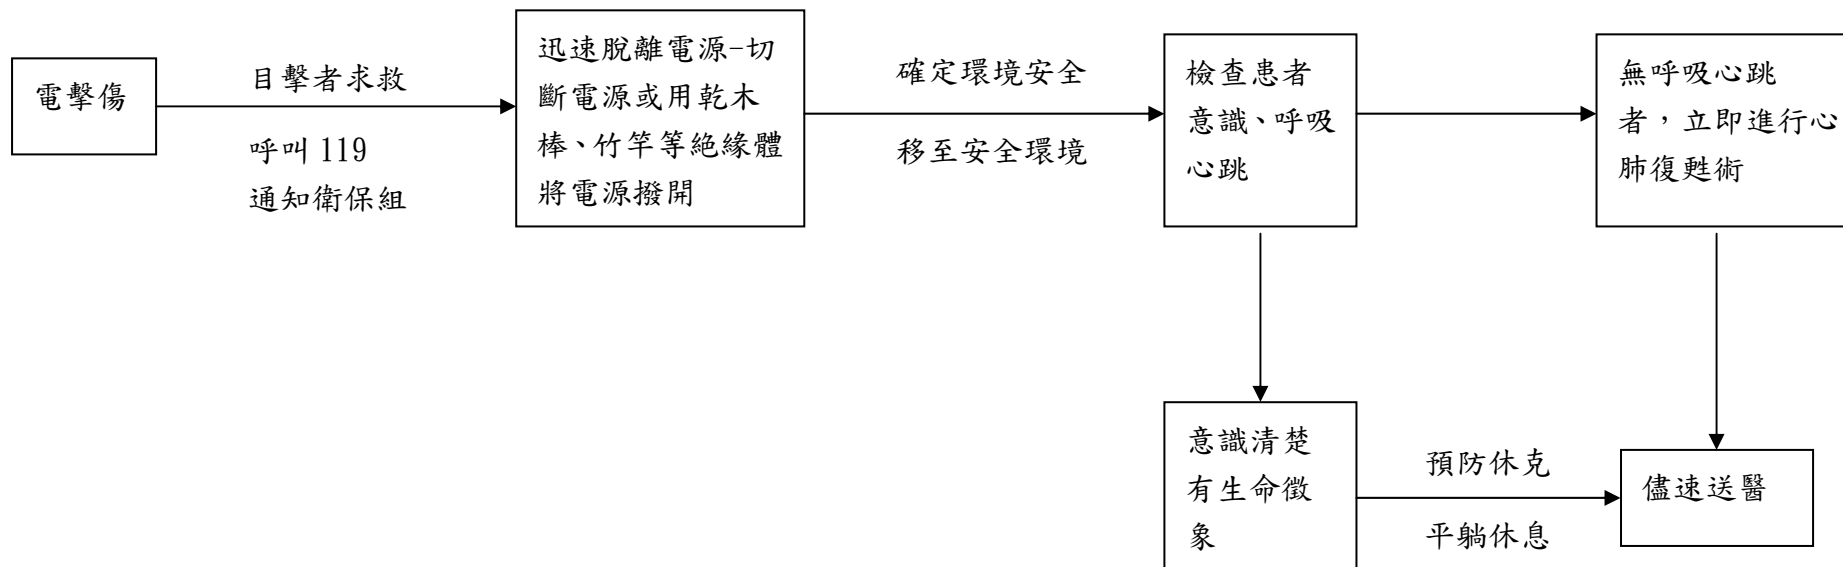 電擊傷
目擊者求救
呼叫 119
通知衛保組
迅速脫離電源-切
斷電源或用乾木
棒、竹竿等絕緣體
將電源撥開
確定環境安全
移至安全環境
檢查患者
意識、呼吸
心跳
無呼吸心跳
者，立即進行心
肺復甦術
意識清楚
有生命徵
象
預防休克
平躺休息
儘速送醫